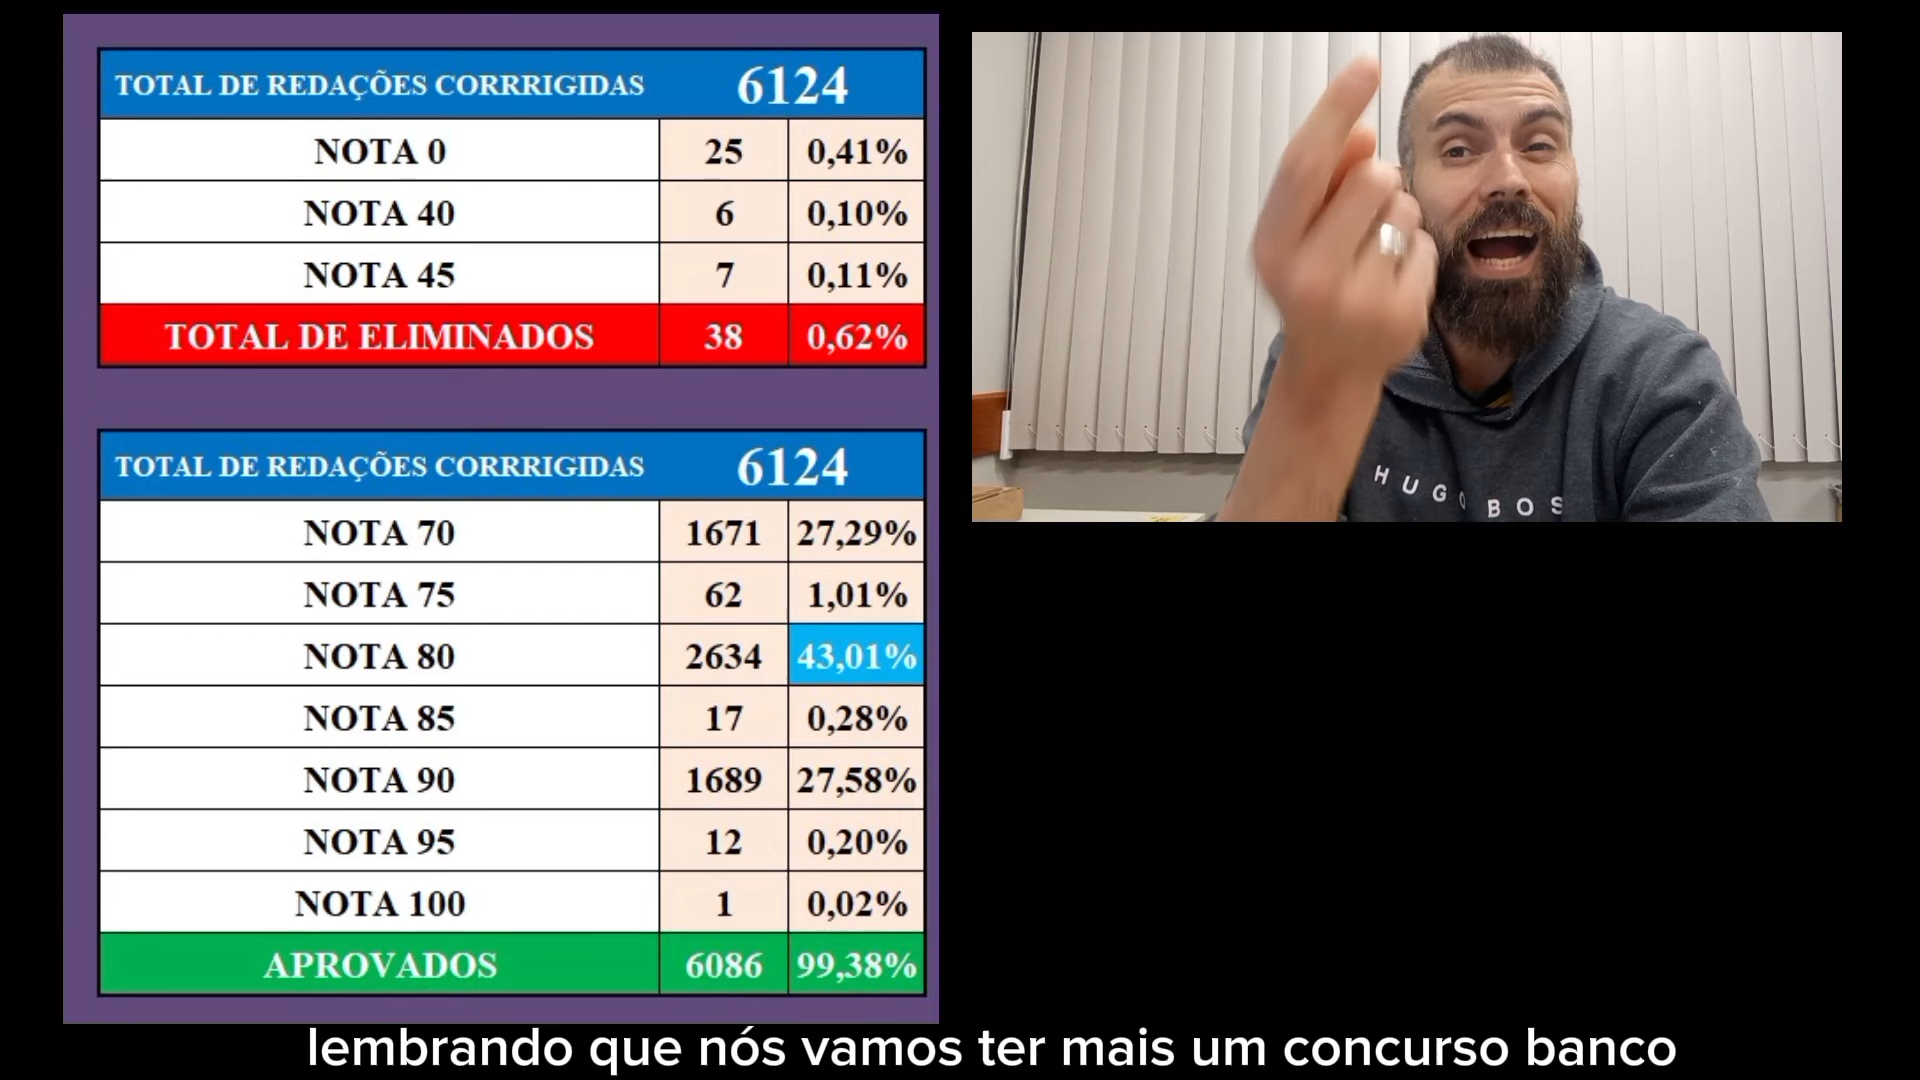 TOTAL DE REDAÇÕES CORRRIGIDAS 6124
NOTA 0 25 0,41%
NOTA 40 6 0,10%
NOTA 45 7 0,11%
TOTAL DE ELIMINADOS 38 0,62%
TOTAL DE REDAÇÕES CORRRIGIDAS 6124
NOTA 70 1671 27,29%
NOTA 75 62 1,01%
NOTA 80 2634 43,01%
NOTA 85 17 0,28%
NOTA 90 1689 27,58%
NOTA 95 12 0,20%
NOTA 100 1 0,02%
APROVADOS 6086 99,38%
HUGO BOS
lembrando que nós vamos ter mais um concurso banco